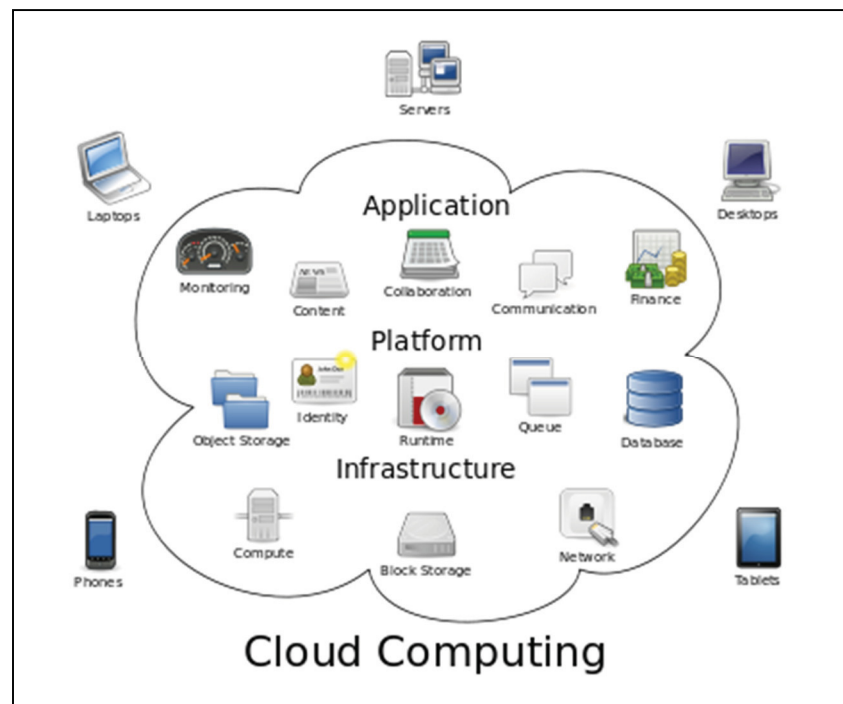 Servers
Laptops
Desktops
Application
Monitoring
Content
Collaboration
Communication
Finance
Platform
Object Storage
Identity
Runtime
Queue
Database
Infrastructure
Compute
Block Storage
Network
Phones
Tablets
Cloud Computing